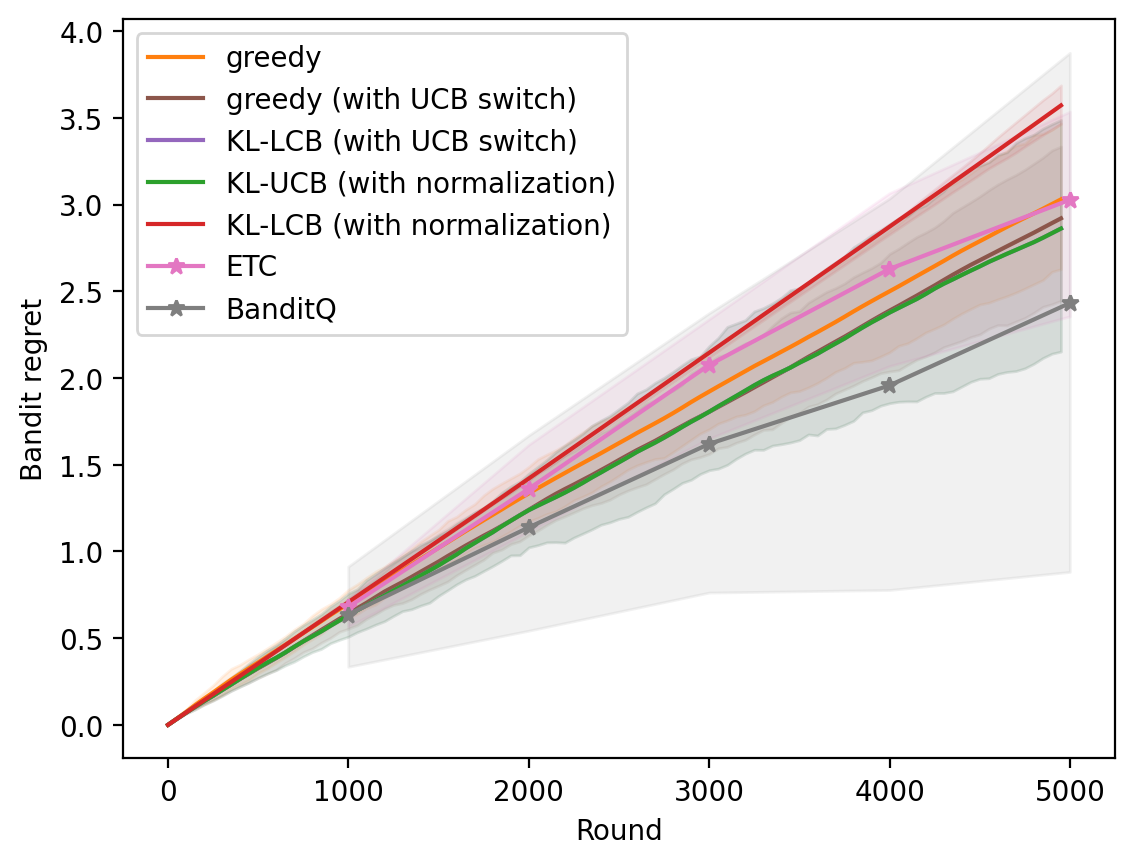 4.0
3.5
3.0
2.5
2.0
1.5
1.0
0.5
0.0
Bandit regret
greedy
greedy (with UCB switch)
KL-LCB (with UCB switch)
KL-UCB (with normalization)
KL-LCB (with normalization)
ETC
BanditQ
0 1000 2000 3000 4000 5000
Round